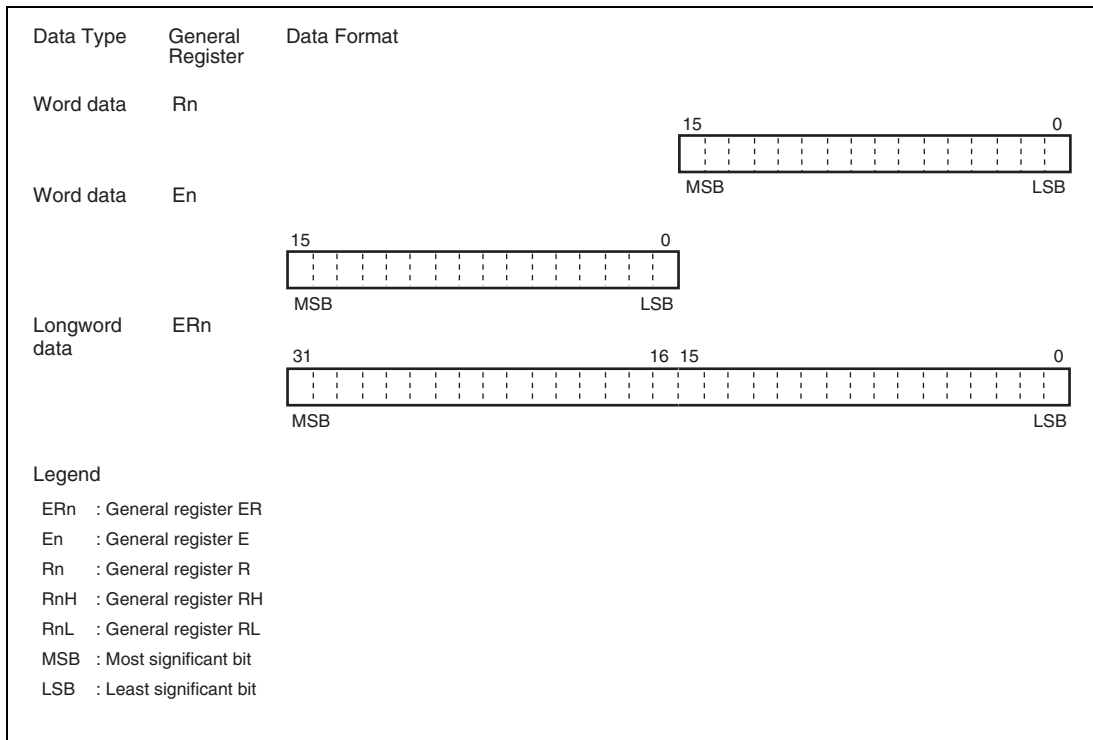 Data Type General Register Data Format
Word data Rn
15 0
MSB LSB
Word data En
15 0
MSB LSB
Longword data ERn
31 16 15 0
MSB LSB
Legend
ERn : General register ER
En : General register E
Rn : General register R
RnH : General register RH
RnL : General register RL
MSB : Most significant bit
LSB : Least significant bit